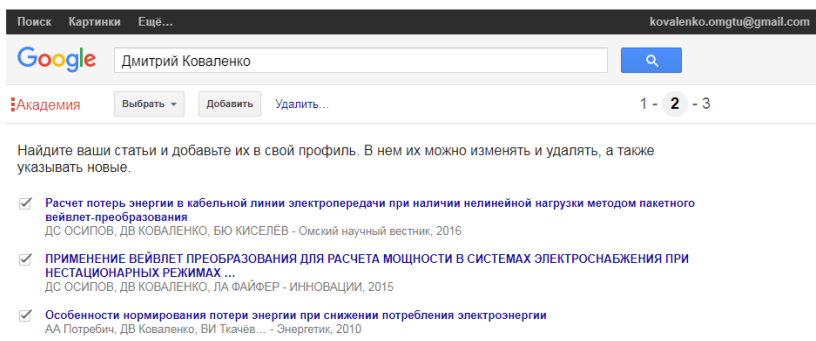 Поиск Картинки Ещё... kovalenko.omgtu@gmail.com
Google Дмитрий Коваленко
Академия Выбрать Добавить Удалить... 1 - 2 - 3
Найдите ваши статьи и добавьте их в свой профиль. В нем их можно изменять и удалять, а также
указывать новые.
Расчет потерь энергии в кабельной линии электропередачи при наличии нелинейной нагрузки методом пакетного
вейвлет-преобразования
ДС ОСИПОВ, ДВ КОВАЛЕНКО, БЮ КИСЕЛЁВ - Омский научный вестник, 2016
ПРИМЕНЕНИЕ ВЕЙВЛЕТ ПРЕОБРАЗОВАНИЯ ДЛЯ РАСЧЕТА МОЩНОСТИ В СИСТЕМАХ ЭЛЕКТРОСНАБЖЕНИЯ ПРИ
НЕСТАЦИОНАРНЫХ РЕЖИМАХ ...
ДС ОСИПОВ, ДВ КОВАЛЕНКО, ЛА ФАЙФЕР - ИННОВАЦИИ, 2015
Особенности нормирования потери энергии при снижении потребления электроэнергии
АА Потребич, ДВ Коваленко, ВИ Ткачёв... - Энергетик, 2010